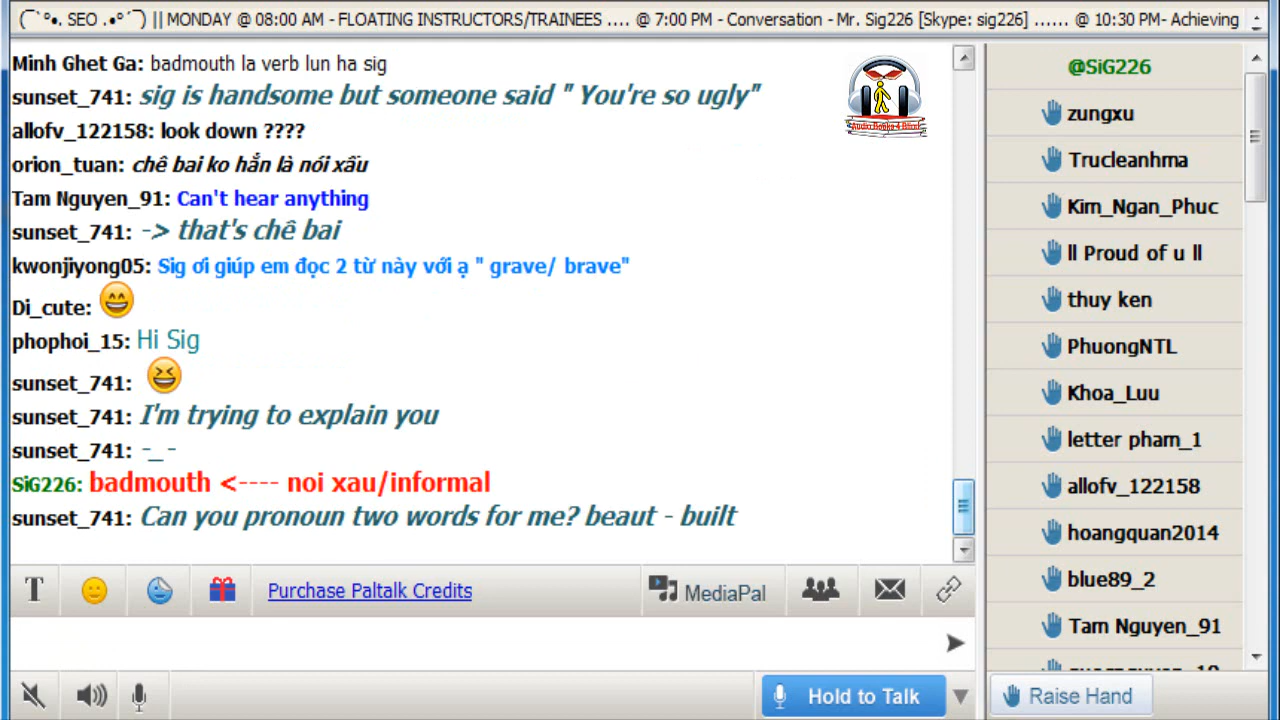 (¯`°•. SEO .•°´¯) || MONDAY @ 08:00 AM - FLOATING INSTRUCTORS/TRAINEES .... @ 7:00 PM - Conversation - Mr. Sig226 [Skype: sig226] ...... @ 10:30 PM- Achieving
Minh Ghet Ga: badmouth la verb lun ha sig
sunset_741: sig is handsome but someone said " You're so ugly"
allofv_122158: look down ????
orion_tuan: chê bai ko hẳn là nói xấu
Tam Nguyen_91: Can't hear anything
sunset_741: -> that's chê bai
kwonjiyong05: Sig ơi giúp em đọc 2 từ này với ạ " grave/ brave"
Di_cute:
phophoi_15: Hi Sig
sunset_741:
sunset_741: I'm trying to explain you
sunset_741: -_-
SiG226: badmouth <---- noi xau/informal
sunset_741: Can you pronoun two words for me? beaut - built
Audio Books 4 Blind
T
Purchase Paltalk Credits
MediaPal
Hold to Talk
@SiG226
zungxu
Trucleanhma
Kim_Ngan_Phuc
ll Proud of u ll
thuy ken
PhuongNTL
Khoa_Luu
letter pham_1
allofv_122158
hoangquan2014
blue89_2
Tam Nguyen_91
Raise Hand